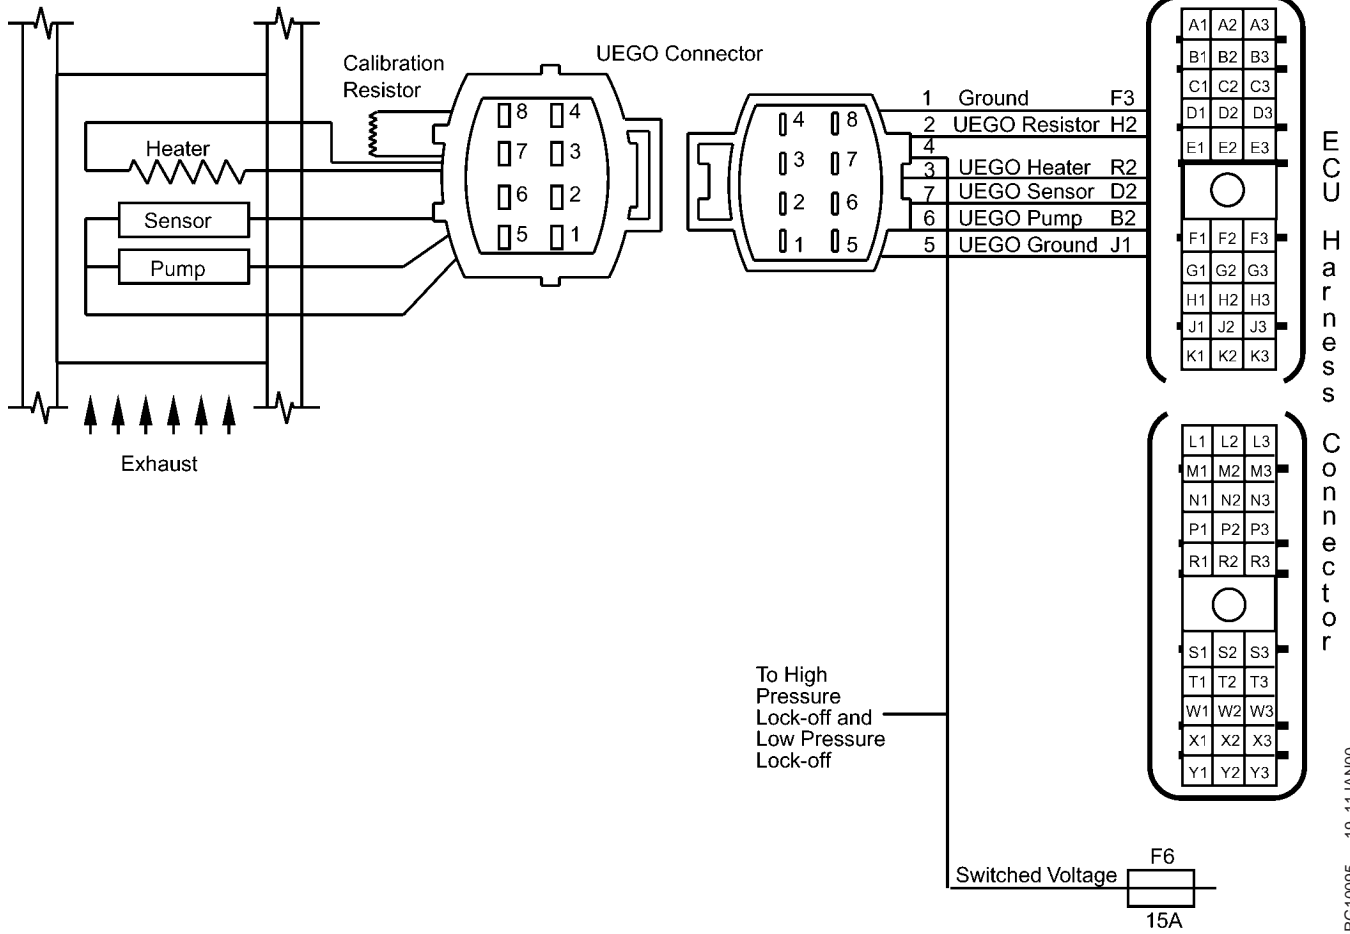 UEGO Connector
Calibration
Resistor
Heater
Sensor
Pump
Exhaust
8 4
7 3
6 2
5 1
4 8
3 7
2 6
1 5
1 Ground F3
2 UEGO Resistor H2
4
3 UEGO Heater R2
7 UEGO Sensor D2
6 UEGO Pump B2
5 UEGO Ground J1
A1 A2 A3
B1 B2 B3
C1 C2 C3
D1 D2 D3
E1 E2 E3
F1 F2 F3
G1 G2 G3
H1 H2 H3
J1 J2 J3
K1 K2 K3
L1 L2 L3
M1 M2 M3
N1 N2 N3
P1 P2 P3
R1 R2 R3
S1 S2 S3
T1 T2 T3
W1 W2 W3
X1 X2 X3
Y1 Y2 Y3
ECU Harness Connector
To High
Pressure
Lock-off and
Low Pressure
Lock-off
Switched Voltage
F6
15A